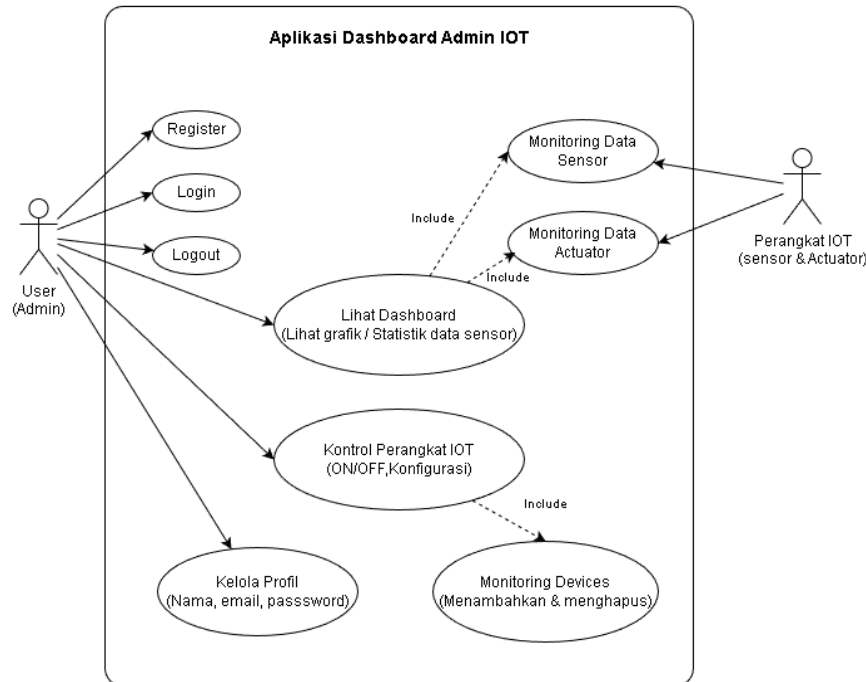 Aplikasi Dashboard Admin IOT
Register
Login
Logout
User
(Admin)
Monitoring Data
Sensor
Include
Monitoring Data
Actuator
Include
Perangkat IOT
(sensor & Actuator)
Lihat Dashboard
(Lihat grafik / Statistik data sensor)
Kontrol Perangkat IOT
(ON/OFF,Konfigurasi)
Include
Kelola Profil
(Nama, email, passsword)
Monitoring Devices
(Menambahkan & menghapus)